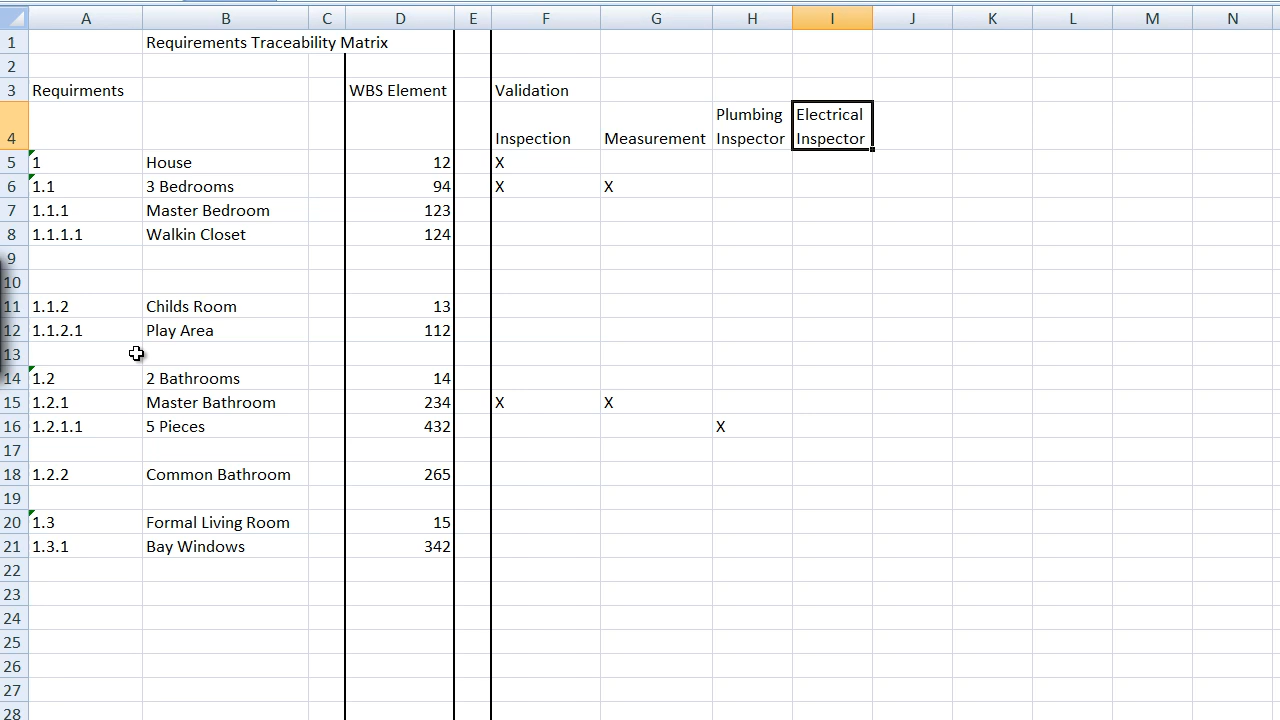 A B C D E F G H I J K L M N
1 Requirements Traceability Matrix
2
3 Requirments WBS Element Validation
Plumbing Electrical
4 Inspection Measurement Inspector Inspector
5 1 House 12 X
6 1.1 3 Bedrooms 94 X X
7 1.1.1 Master Bedroom 123
8 1.1.1.1 Walkin Closet 124
9
10
11 1.1.2 Childs Room 13
12 1.1.2.1 Play Area 112
13
14 1.2 2 Bathrooms 14
15 1.2.1 Master Bathroom 234 X X
16 1.2.1.1 5 Pieces 432 X
17
18 1.2.2 Common Bathroom 265
19
20 1.3 Formal Living Room 15
21 1.3.1 Bay Windows 342
22
23
24
25
26
27
28